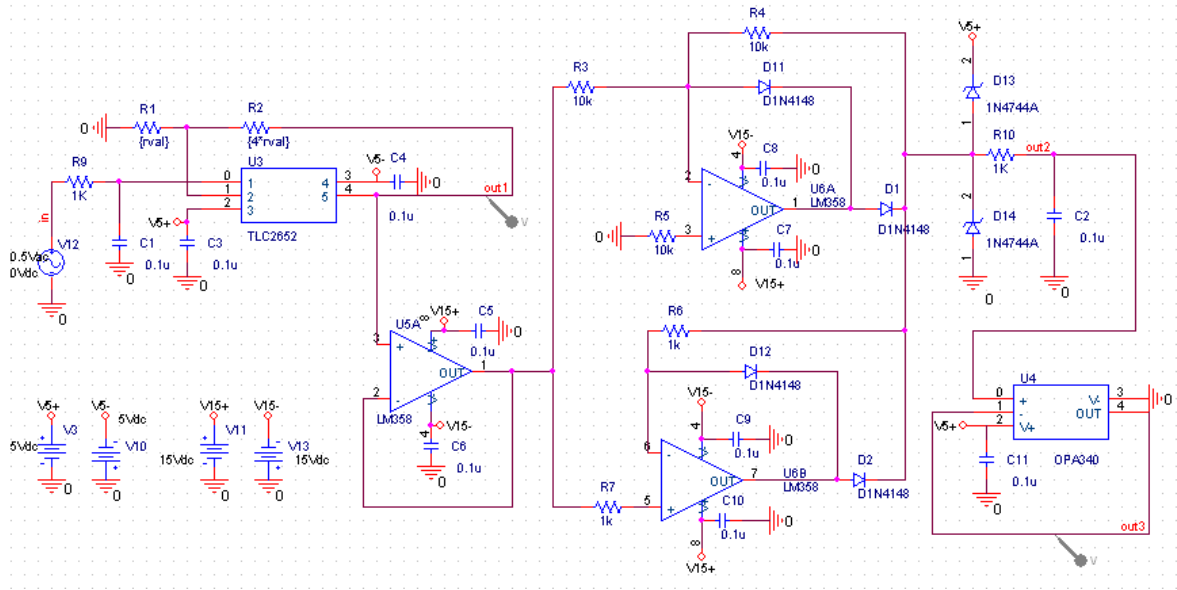 R4
10k
V5+
2
D13
1N4744A
1
R3
10k
D11
D1N4148
R1
{rval}
0
R2
{4*rval}
V15-
4
C8
0.1u
0
R10
1K
out2
U3
V5-
C4
0
0.1u
R9
1K
0
1
2
1
2
3
4
5
3
4
out1
V
TLC2652
V5+
2
-
+
3
OUT
1
U6A
LM358
D1
D1N4148
2
D14
1N4744A
1
0
C2
0.1u
0
in
V12
0.5Vac
0Vdc
0
C1
0.1u
0
C3
0.1u
0
R5
10k
0
C7
0.1u
0
8
V15+
V15+
8
C5
0.1u
0
U5A
3
+
2
-
OUT
1
LM358
4
V15-
C6
0.1u
0
R6
1k
D12
D1N4148
V15-
4
C9
0.1u
0
6
-
5
+
OUT
7
U6B
LM358
D2
D1N4148
R7
1k
C10
0.1u
0
8
V15+
U4
0
1
2
+
-
V+
V-
OUT
3
4
0
V5+
OPA340
C11
0.1u
0
out3
V
V5+
5Vdc
V3
0
V5-
5Vdc
V10
0
V15+
V11
15Vdc
0
V15-
V13
15Vdc
0